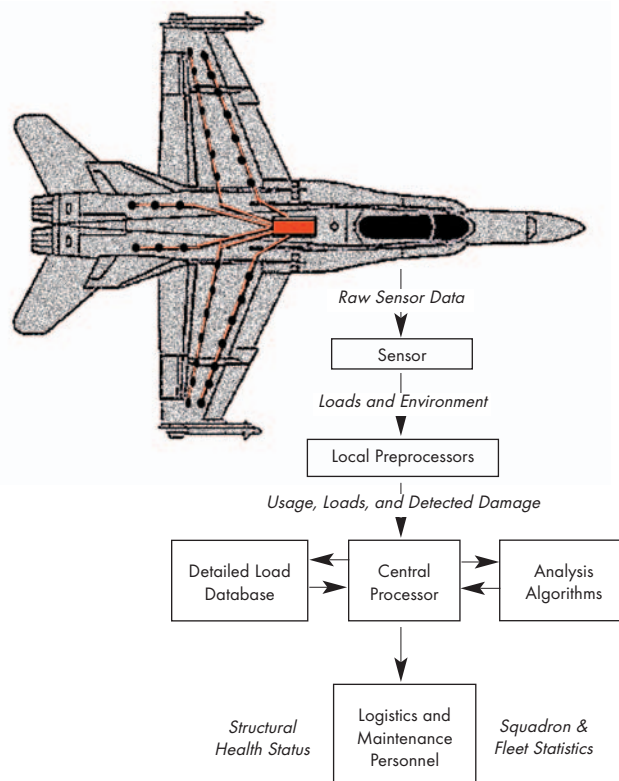 Raw Sensor Data
Sensor
Loads and Environment
Local Preprocessors
Usage, Loads, and Detected Damage
Detailed Load
Database
Central
Processor
Analysis
Algorithms
Structural
Health Status
Logistics and
Maintenance
Personnel
Squadron &
Fleet Statistics